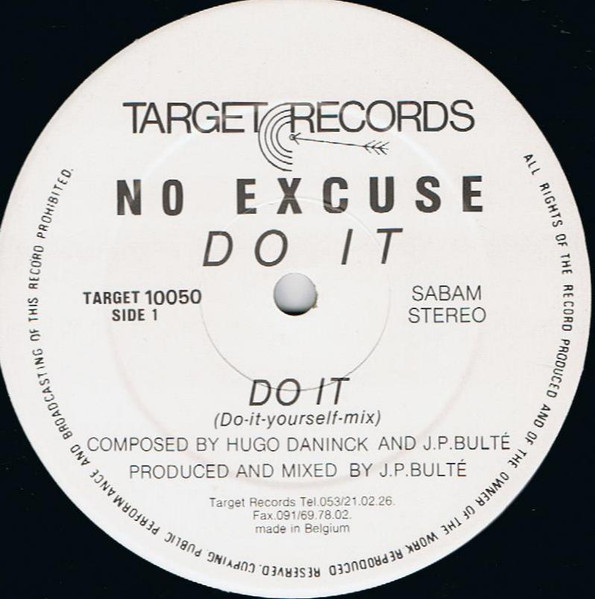 TARGET RECORDS
NO EXCUSE
DO IT
TARGET 10050
SIDE 1
SABAM
STEREO
DO IT
(Do-it-yourself-mix)
COMPOSED BY HUGO DANINCK AND J.P.BULTÉ
PRODUCED AND MIXED BY J.P.BULTÉ
Target Records Tel.053/21.02.26.
Fax.091/69.78.02.
made in Belgium
ALL RIGHTS OF THE RECORD PRODUCED AND OF THE OWNER OF THE WORK REPRODUCED RESERVED. COPYING PUBLIC PERFORMANCE AND BROADCASTING OF THIS RECORD PROHIBITED.